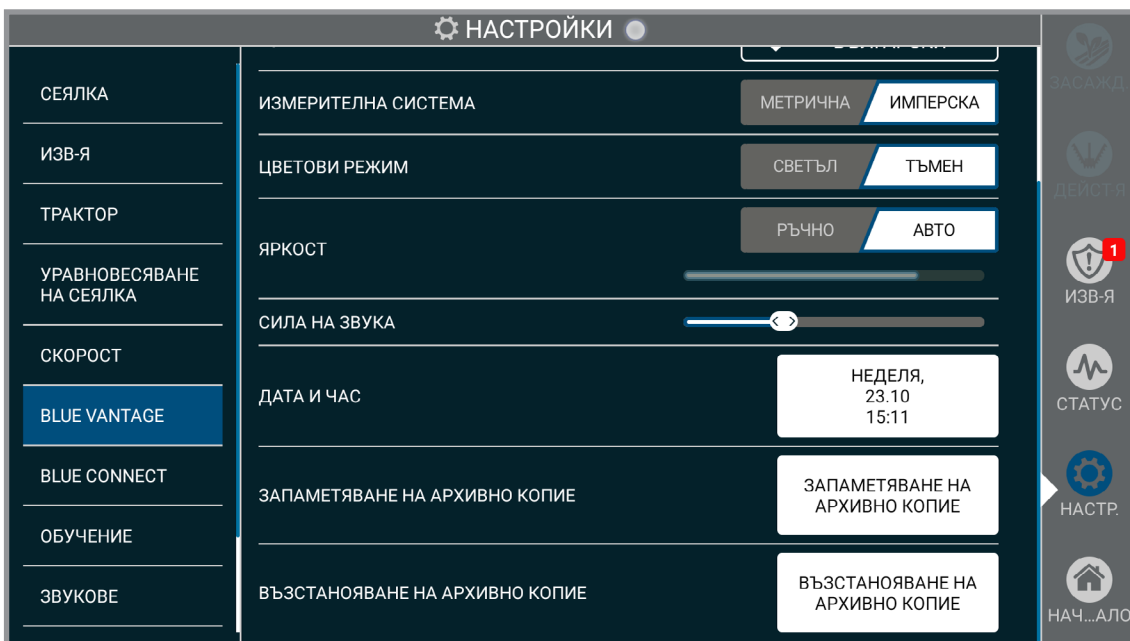 НАСТРОЙКИ
СЕЯЛКА
ИЗВ-Я
ТРАКТОР
УРАВНОВЕСЯВАНЕ
НА СЕЯЛКА
СКОРОСТ
BLUE VANTAGE
BLUE CONNECT
ОБУЧЕНИЕ
ЗВУКОВЕ
ИЗМЕРИТЕЛНА СИСТЕМА
МЕТРИЧНА ИМПЕРСКА
ЦВЕТОВИ РЕЖИМ
СВЕТЪЛ ТЪМЕН
ЯРКОСТ
РЪЧНО АВТО
СИЛА НА ЗВУКА
ДАТА И ЧАС
НЕДЕЛЯ,
23.10
15:11
ЗАПАМЕТЯВАНЕ НА АРХИВНО КОПИЕ
ЗАПАМЕТЯВАНЕ НА
АРХИВНО КОПИЕ
ВЪЗСТАНОЯВАНЕ НА АРХИВНО КОПИЕ
ВЪЗСТАНОЯВАНЕ НА
АРХИВНО КОПИЕ
ЗАСАЖД.
ДЕЙСТ.Я
1
ИЗВ-Я
СТАТУС
НАСТР.
НАЧ...АЛО